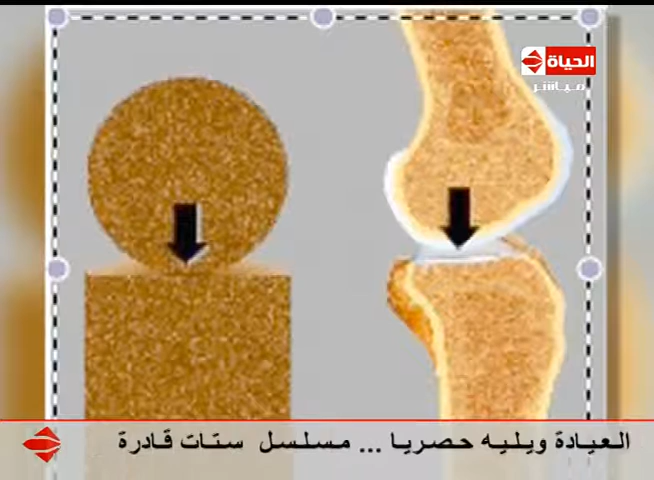 الحياة
مباشر
العيادة ويليه حصريا ... مسلسل ستات قادرة